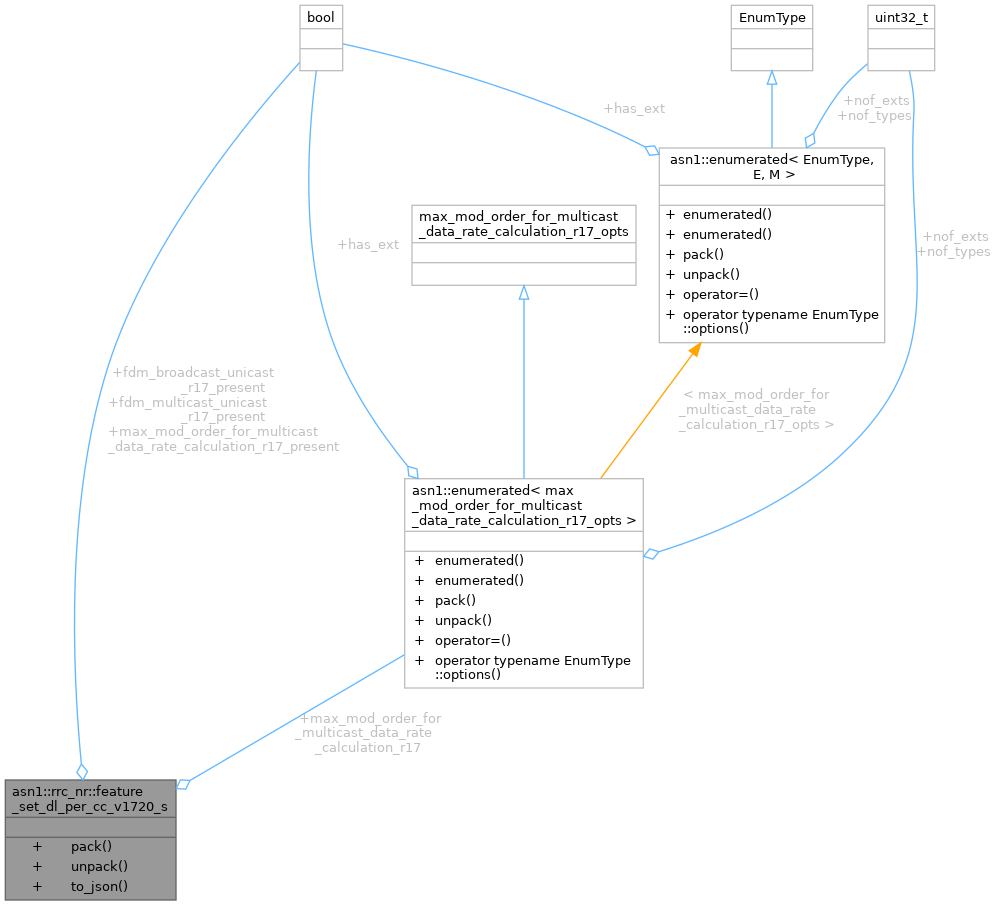 bool
EnumType
uint32_t
+has_ext
+nof_exts
+nof_types
asn1::enumerated< EnumType,
E, M >
+ enumerated()
+ enumerated()
+ pack()
+ unpack()
+ operator=()
+ operator typename EnumType
::options()
max_mod_order_for_multicast
_data_rate_calculation_r17_opts
+has_ext
+nof_exts
+nof_types
+fdm_broadcast_unicast
_r17_present
+fdm_multicast_unicast
_r17_present
+max_mod_order_for_multicast
_data_rate_calculation_r17_present
< max_mod_order_for
_multicast_data_rate
_calculation_r17_opts >
asn1::enumerated< max
_mod_order_for_multicast
_data_rate_calculation_r17_opts >
+ enumerated()
+ enumerated()
+ pack()
+ unpack()
+ operator=()
+ operator typename EnumType
::options()
+max_mod_order_for
_multicast_data_rate
_calculation_r17
asn1::rrc_nr::feature
_set_dl_per_cc_v1720_s
+ pack()
+ unpack()
+ to_json()